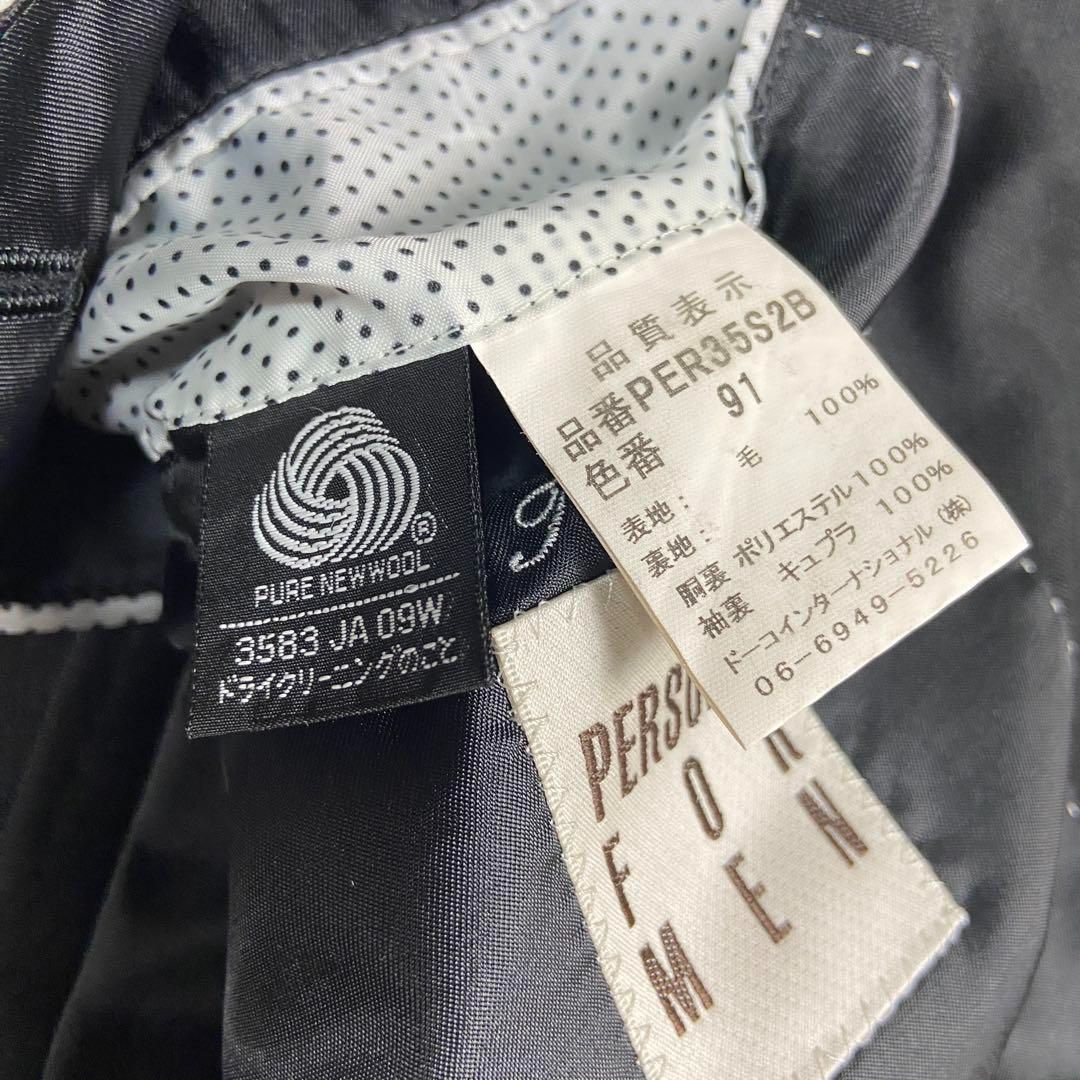 品質表示
品番PER35S2B
色番 91
表地: 毛 100%
裏地:
胴裏 ポリエステル100%
袖裏 キュプラ 100%
ドーコインターナショナル(株)
06-6949-5226
®
PURE NEW WOOL
3583 JA 09W
ドライクリーニングのこと
FOR
MEN